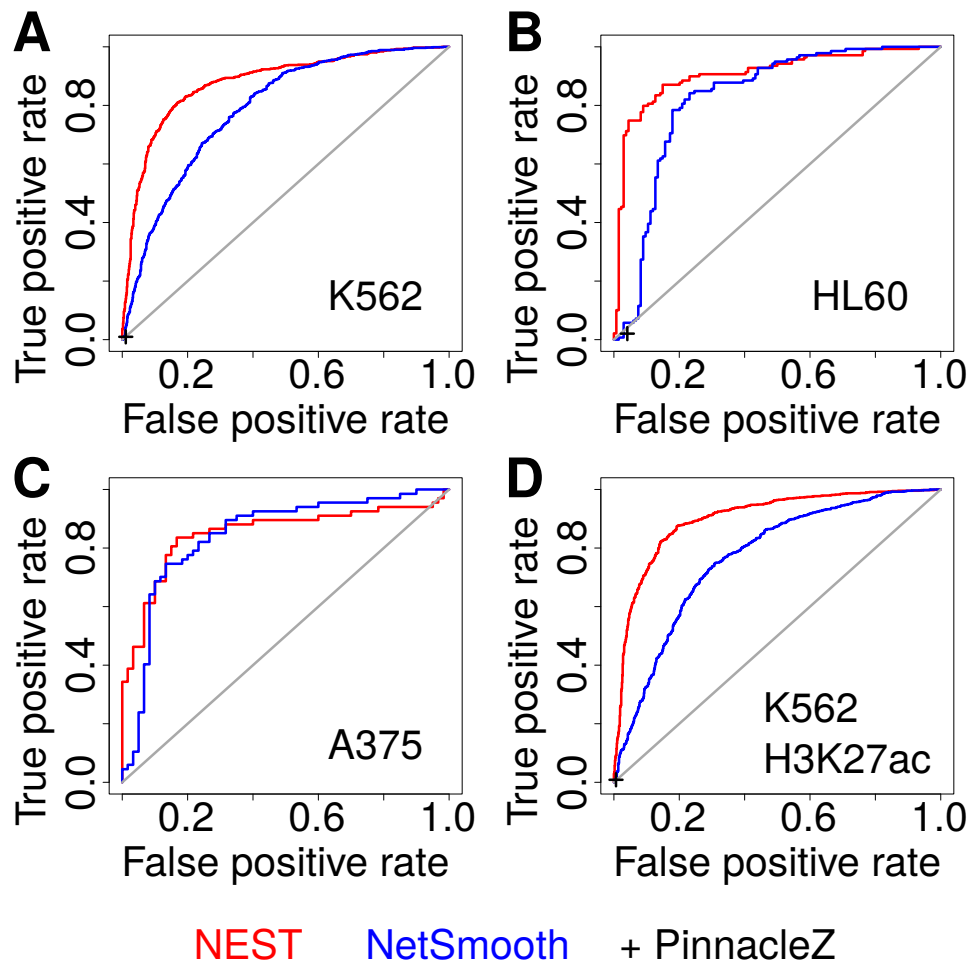 A
True positive rate
0.0 0.4 0.8
K562
0.2 0.6 1.0
False positive rate
B
True positive rate
0.0 0.4 0.8
HL60
0.2 0.6 1.0
False positive rate
C
True positive rate
0.0 0.4 0.8
A375
0.2 0.6 1.0
False positive rate
D
True positive rate
0.0 0.4 0.8
K562
H3K27ac
0.2 0.6 1.0
False positive rate
NEST NetSmooth + PinnacleZ